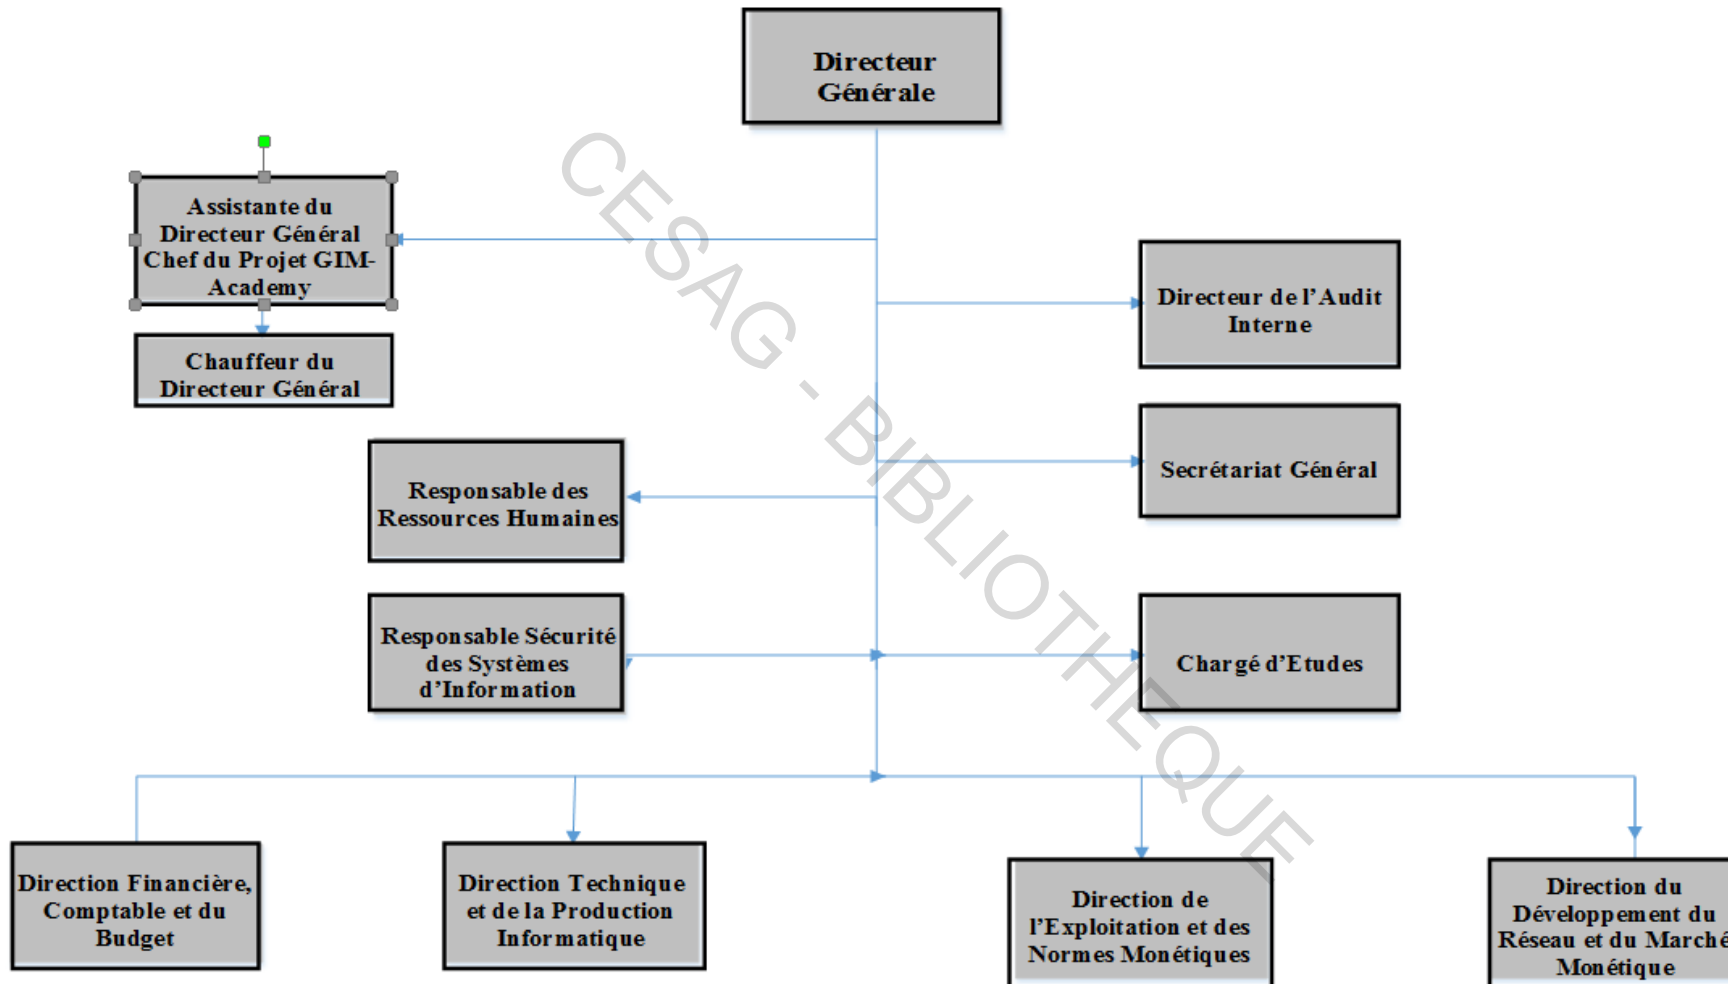 Directeur
Générale
Assistante du
Directeur Général
Chef du Projet GIM-
Academy
Chauffeur du
Directeur Général
Directeur de l’Audit
Interne
Secrétariat Général
Responsable des
Ressources Humaines
Responsable Sécurité
des Systèmes
d’Information
Chargé d’Etudes
Direction Financière,
Comptable et du
Budget
Direction Technique
et de la Production
Informatique
Direction de
l’Exploitation et des
Normes Monétiques
Direction du
Développement du
Réseau et du Marché
Monétique
CESAG - BIBLIOTHEQUE